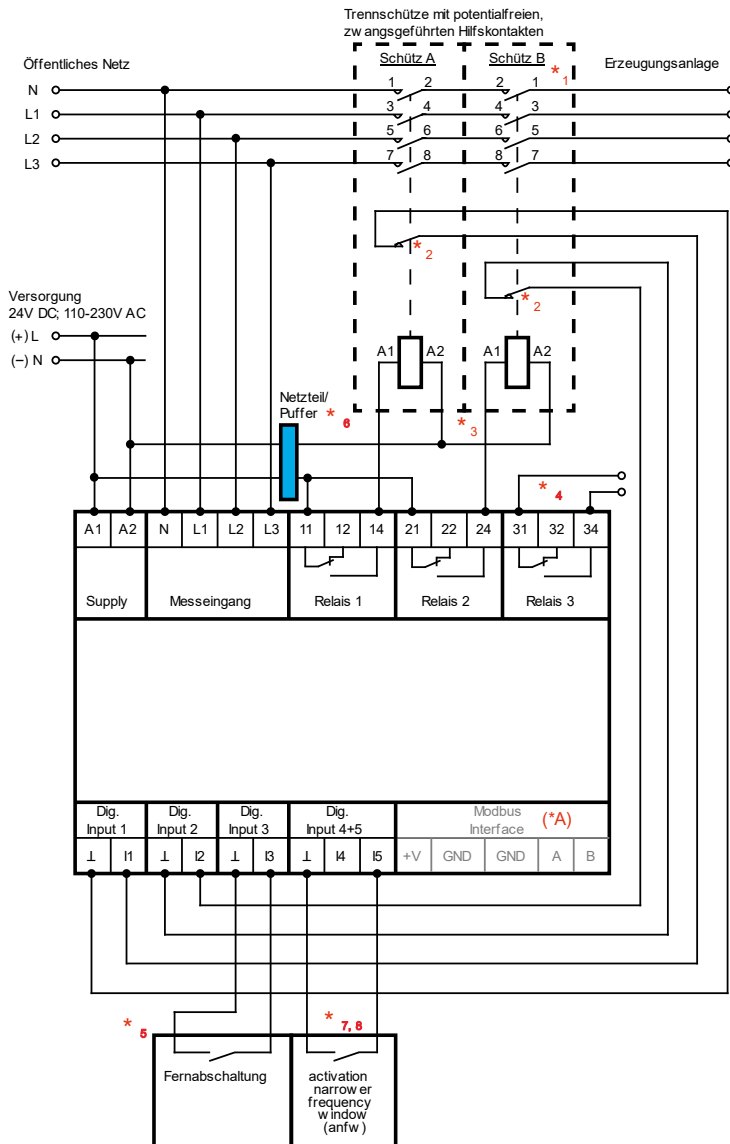 Trennschütze mit potentialfreien,
zwangsgeführten Hilfskontakten
Schütz A
Schütz B
*1
Öffentliches Netz
Erzeugungsanlage
N
1 2 2 1
L1
3 4 4 3
L2
5 6 6 5
L3
7 8 8 7
*2
*2
Versorgung
24V DC; 110-230V AC
(+) L
(−) N
A1 A2 A1 A2
Netzteil/
Puffer *6
*3
*4
A1 A2 N L1 L2 L3 11 12 14 21 22 24 31 32 34
Supply Messeingang Relais 1 Relais 2 Relais 3
Dig.
Input 1
Dig.
Input 2
Dig.
Input 3
Dig.
Input 4+5
Modbus
Interface
(*A)
⊥ I1 ⊥ I2 ⊥ I3 ⊥ I4 I5 +V GND GND A B
*5
*7, 8
Fernabschaltung
activation
narrower
frequency
window
(anfw)